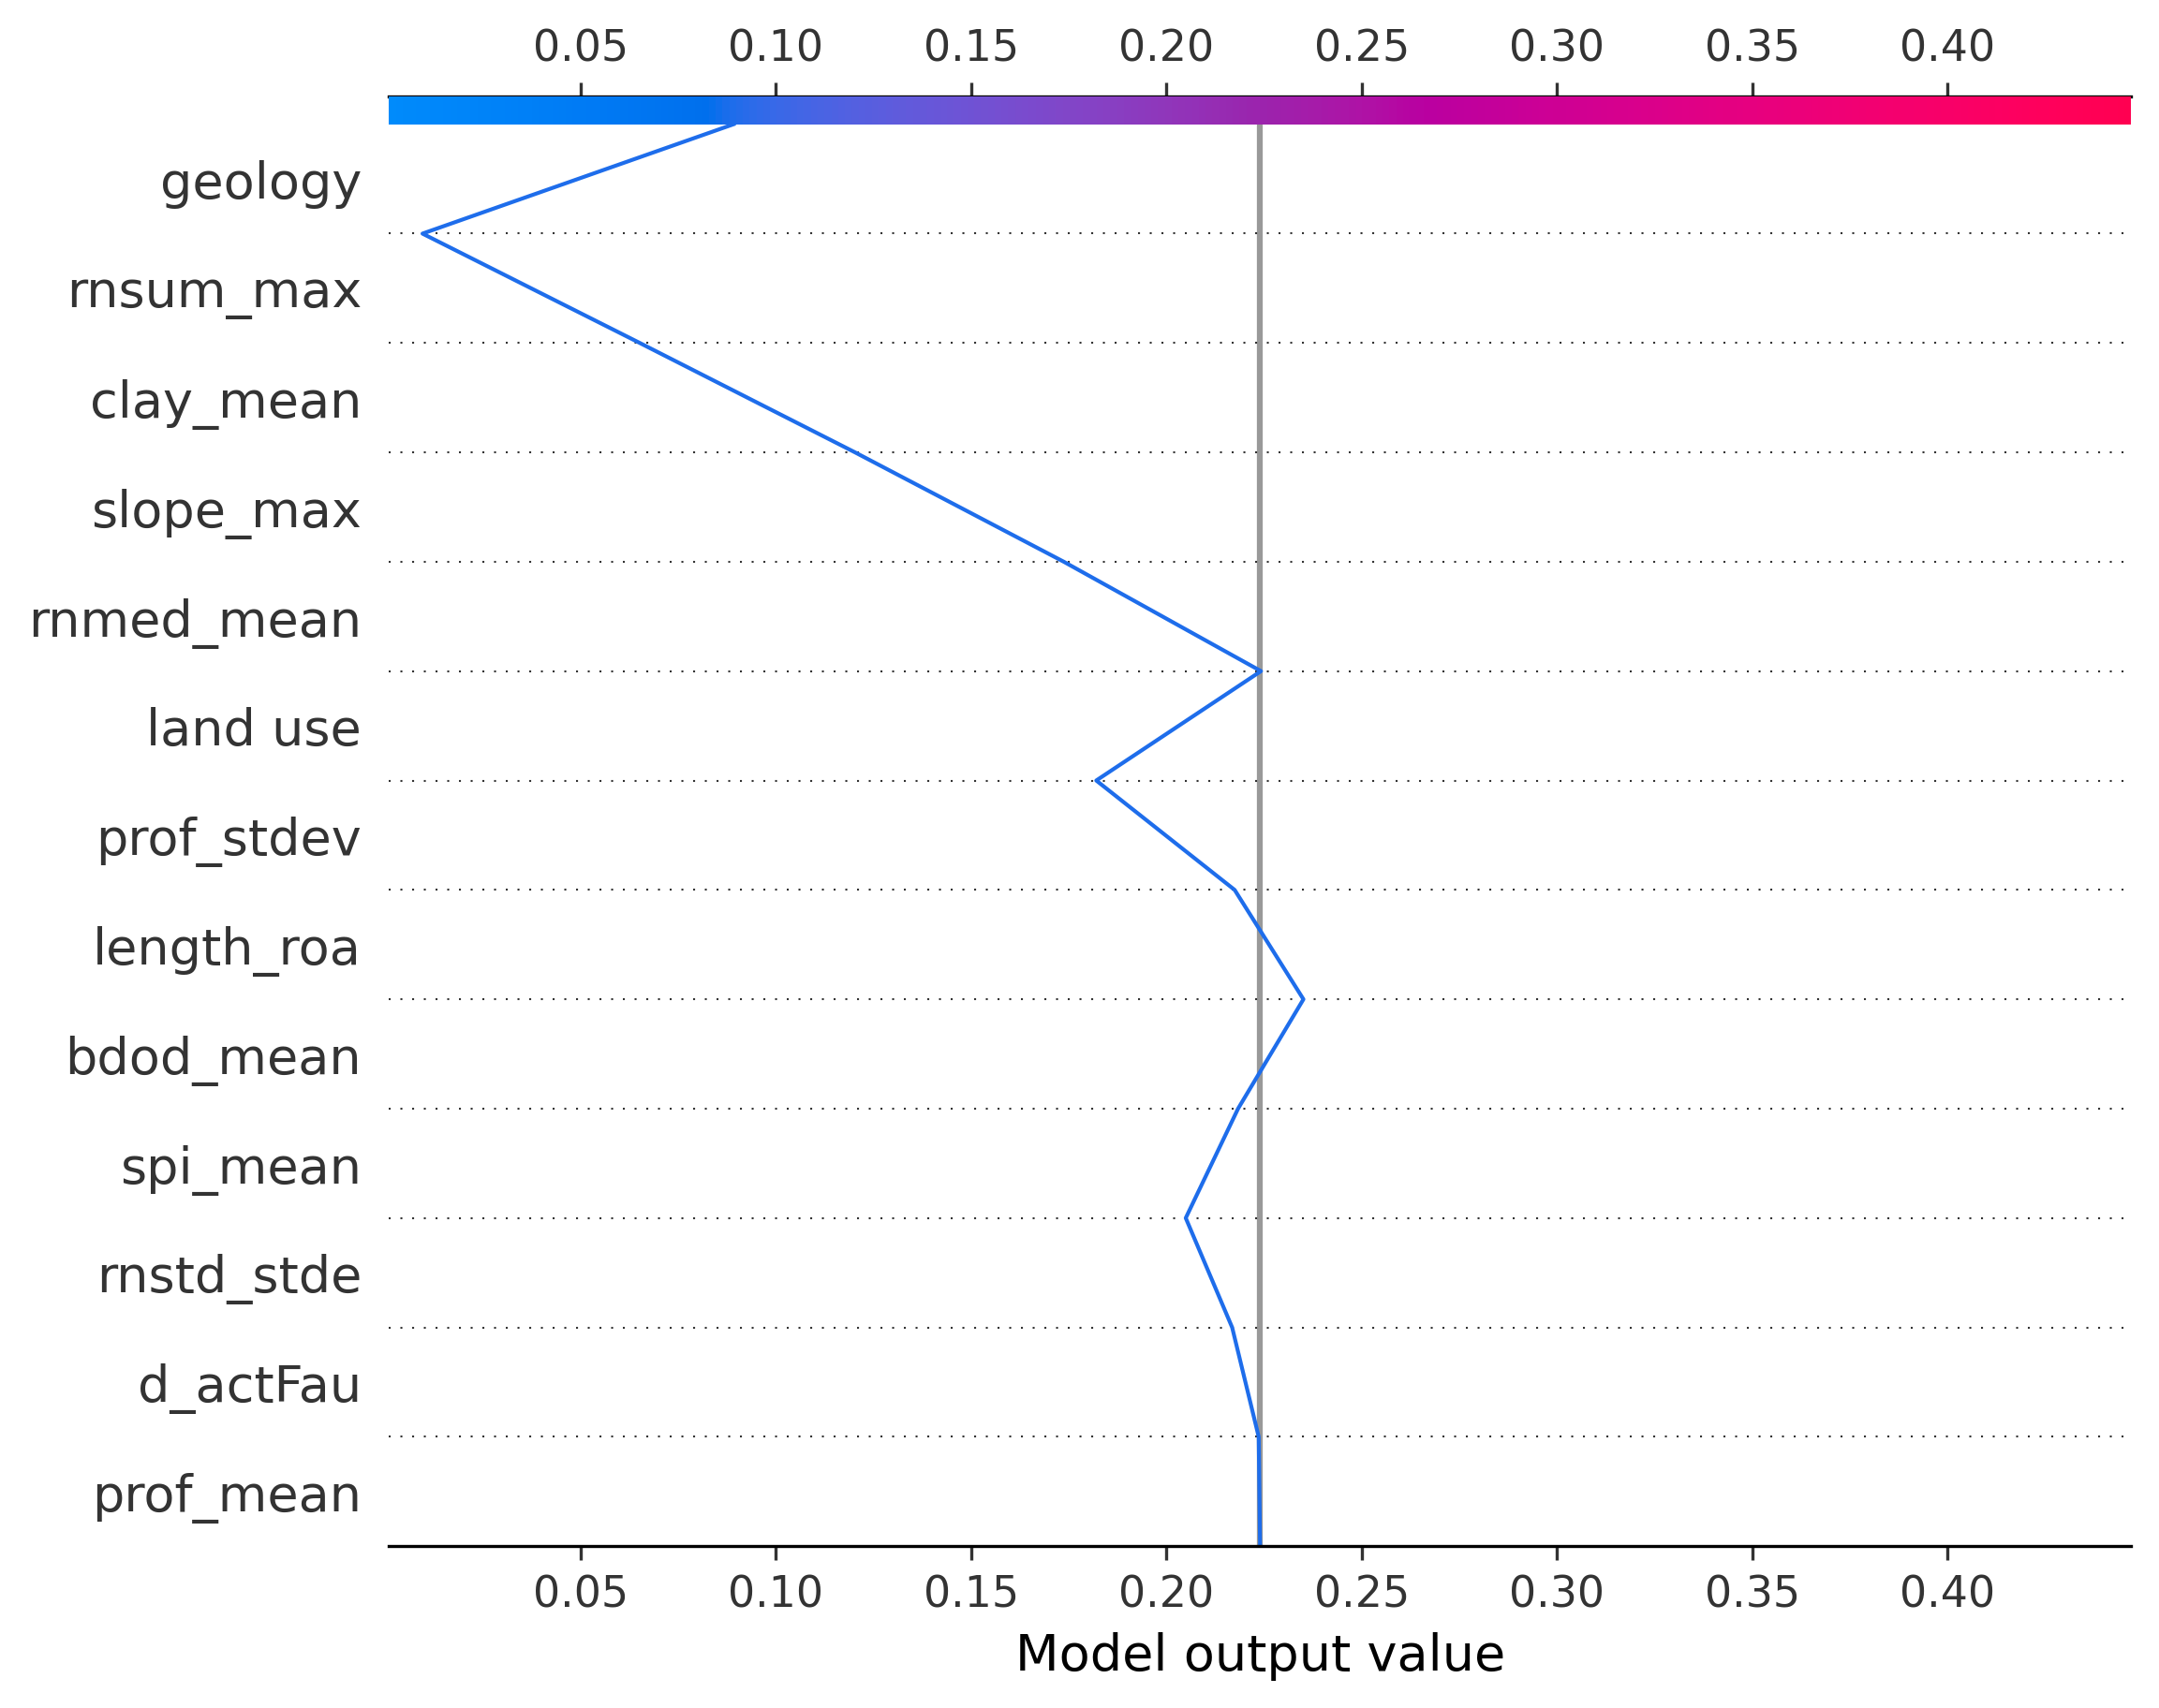 0.05 0.10 0.15 0.20 0.25 0.30 0.35 0.40
geology
rnsum_max
clay_mean
slope_max
rnmed_mean
land use
prof_stdev
length_roa
bdod_mean
spi_mean
rnstd_stde
d_actFau
prof_mean
0.05 0.10 0.15 0.20 0.25 0.30 0.35 0.40
Model output value